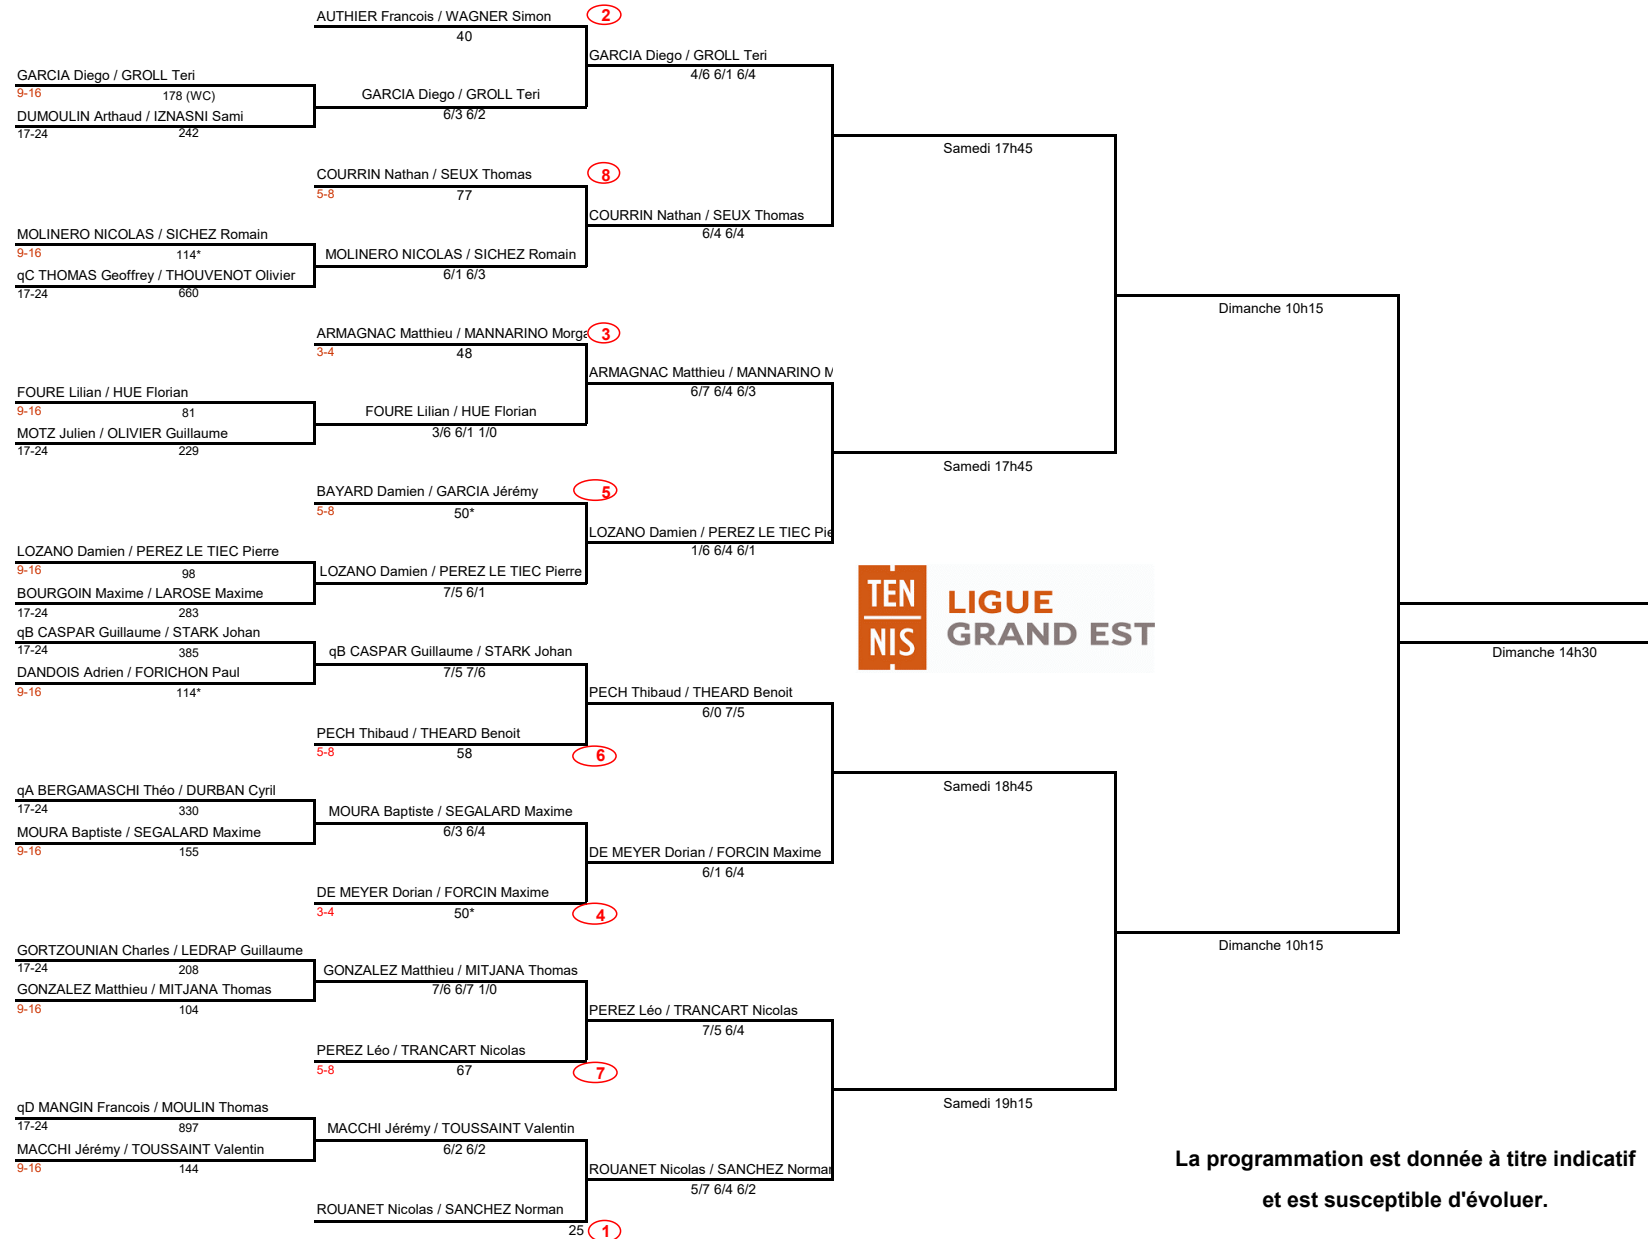 AUTHIER Francois / WAGNER Simon
2
40
GARCIA Diego / GROLL Teri
4/6 6/1 6/4
GARCIA Diego / GROLL Teri
9-16
178 (WC)
GARCIA Diego / GROLL Teri
6/3 6/2
DUMOULIN Arthaud / IZNASNI Sami
17-24
242
Samedi 17h45
COURRIN Nathan / SEUX Thomas
8
5-8
77
COURRIN Nathan / SEUX Thomas
6/4 6/4
MOLINERO NICOLAS / SICHEZ Romain
9-16
114*
MOLINERO NICOLAS / SICHEZ Romain
6/1 6/3
qC THOMAS Geoffrey / THOUVENOT Olivier
17-24
660
Dimanche 10h15
ARMAGNAC Matthieu / MANNARINO Morga
3
3-4
48
ARMAGNAC Matthieu / MANNARINO M
6/7 6/4 6/3
FOURE Lilian / HUE Florian
9-16
81
FOURE Lilian / HUE Florian
3/6 6/1 1/0
MOTZ Julien / OLIVIER Guillaume
17-24
229
Samedi 17h45
BAYARD Damien / GARCIA Jérémy
5
5-8
50*
LOZANO Damien / PEREZ LE TIEC Pie
1/6 6/4 6/1
LOZANO Damien / PEREZ LE TIEC Pierre
9-16
98
LOZANO Damien / PEREZ LE TIEC Pierre
7/5 6/1
BOURGOIN Maxime / LAROSE Maxime
17-24
283
TEN
NIS
LIGUE
GRAND EST
qB CASPAR Guillaume / STARK Johan
17-24
385
qB CASPAR Guillaume / STARK Johan
7/5 7/6
DANDOIS Adrien / FORICHON Paul
9-16
114*
Dimanche 14h30
PECH Thibaud / THEARD Benoit
6/0 7/5
PECH Thibaud / THEARD Benoit
5-8
58
6
Samedi 18h45
qA BERGAMASCHI Théo / DURBAN Cyril
17-24
330
MOURA Baptiste / SEGALARD Maxime
6/3 6/4
MOURA Baptiste / SEGALARD Maxime
9-16
155
DE MEYER Dorian / FORCIN Maxime
6/1 6/4
DE MEYER Dorian / FORCIN Maxime
3-4
50*
4
Dimanche 10h15
GORTZOUNIAN Charles / LEDRAP Guillaume
17-24
208
GONZALEZ Matthieu / MITJANA Thomas
7/6 6/7 1/0
GONZALEZ Matthieu / MITJANA Thomas
9-16
104
PEREZ Léo / TRANCART Nicolas
7/5 6/4
PEREZ Léo / TRANCART Nicolas
5-8
67
7
Samedi 19h15
qD MANGIN Francois / MOULIN Thomas
17-24
897
MACCHI Jérémy / TOUSSAINT Valentin
6/2 6/2
MACCHI Jérémy / TOUSSAINT Valentin
9-16
144
ROUANET Nicolas / SANCHEZ Norman
5/7 6/4 6/2
ROUANET Nicolas / SANCHEZ Norman
25
1
La programmation est donnée à titre indicatif
et est susceptible d'évoluer.